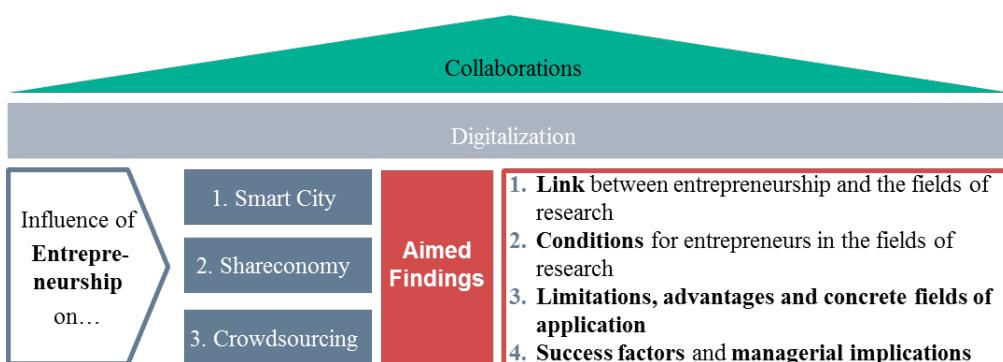 Collaborations
Digitalization
Influence of
Entrepre-
neurship
on…
1. Smart City
2. Shareconomy
3. Crowdsourcing
Aimed
Findings
1. Link between entrepreneurship and the fields of
research
2. Conditions for entrepreneurs in the fields of
research
3. Limitations, advantages and concrete fields of
application
4. Success factors and managerial implications